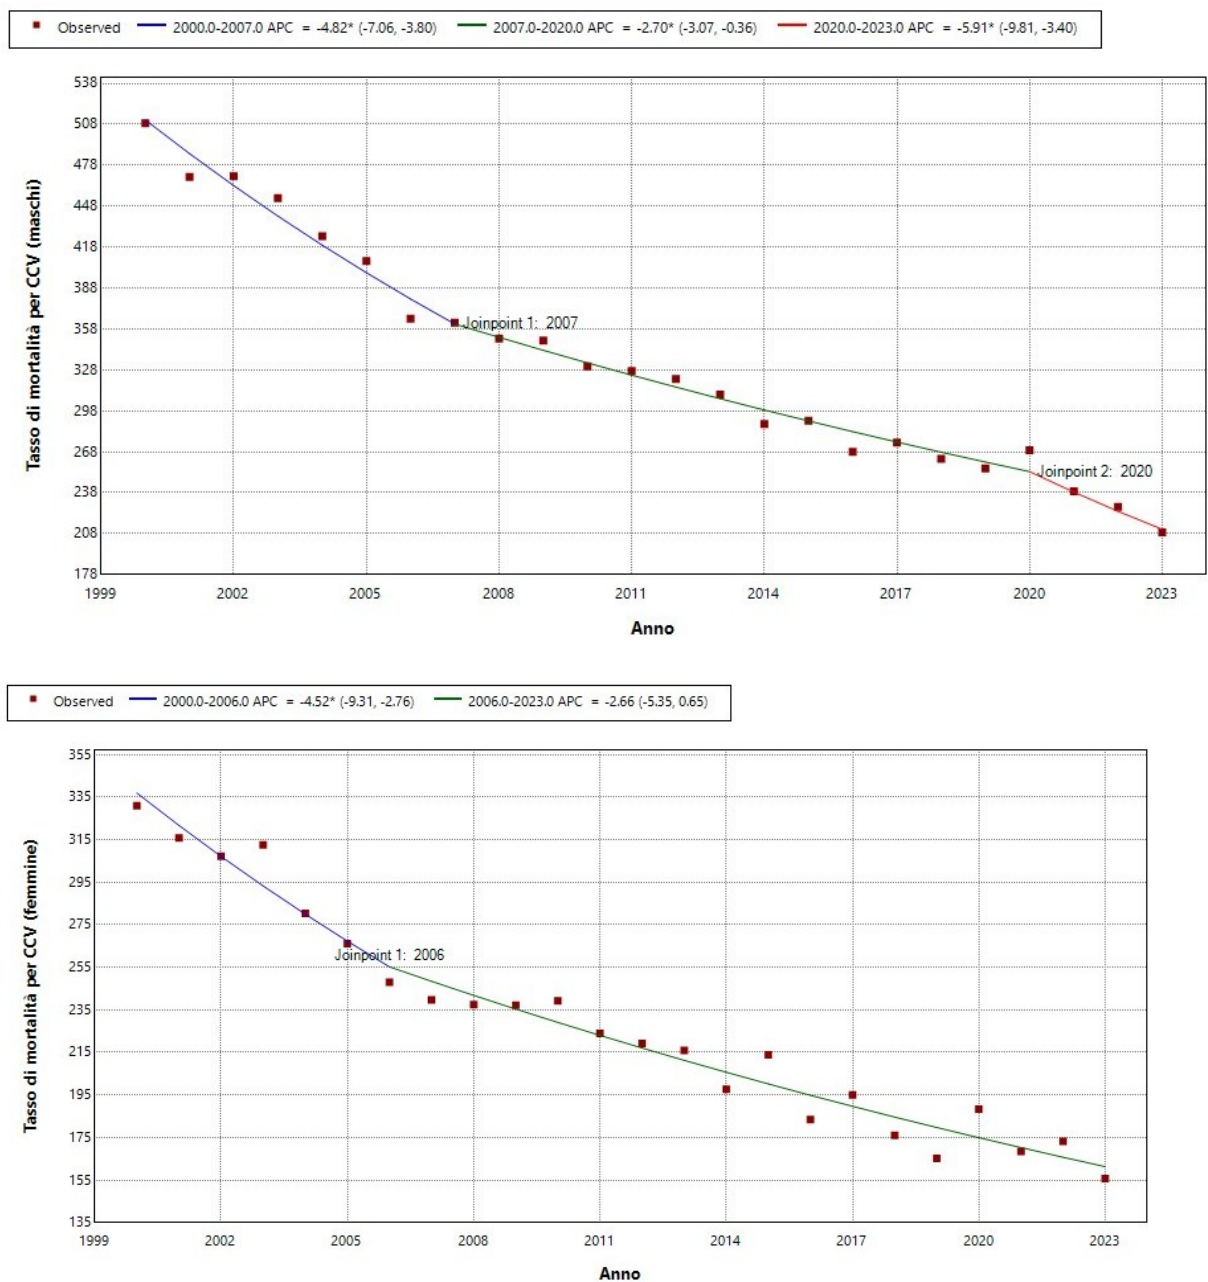 Observed 2000.0-2007.0 APC = -4.82* (-7.06, -3.80) 2007.0-2020.0 APC = -2.70* (-3.07, -0.36) 2020.0-2023.0 APC = -5.91* (-9.81, -3.40)
Tasso di mortalità per CCV (maschi)
538
508
478
448
418
388
358
328
298
268
238
208
178
Joinpoint 1: 2007
Joinpoint 2: 2020
1999 2002 2005 2008 2011 2014 2017 2020 2023
Anno
Observed 2000.0-2006.0 APC = -4.52* (-9.31, -2.76) 2006.0-2023.0 APC = -2.66 (-5.35, 0.65)
Tasso di mortalità per CCV (femmine)
355
335
315
295
275
255
235
215
195
175
155
135
Joinpoint 1: 2006
1999 2002 2005 2008 2011 2014 2017 2020 2023
Anno